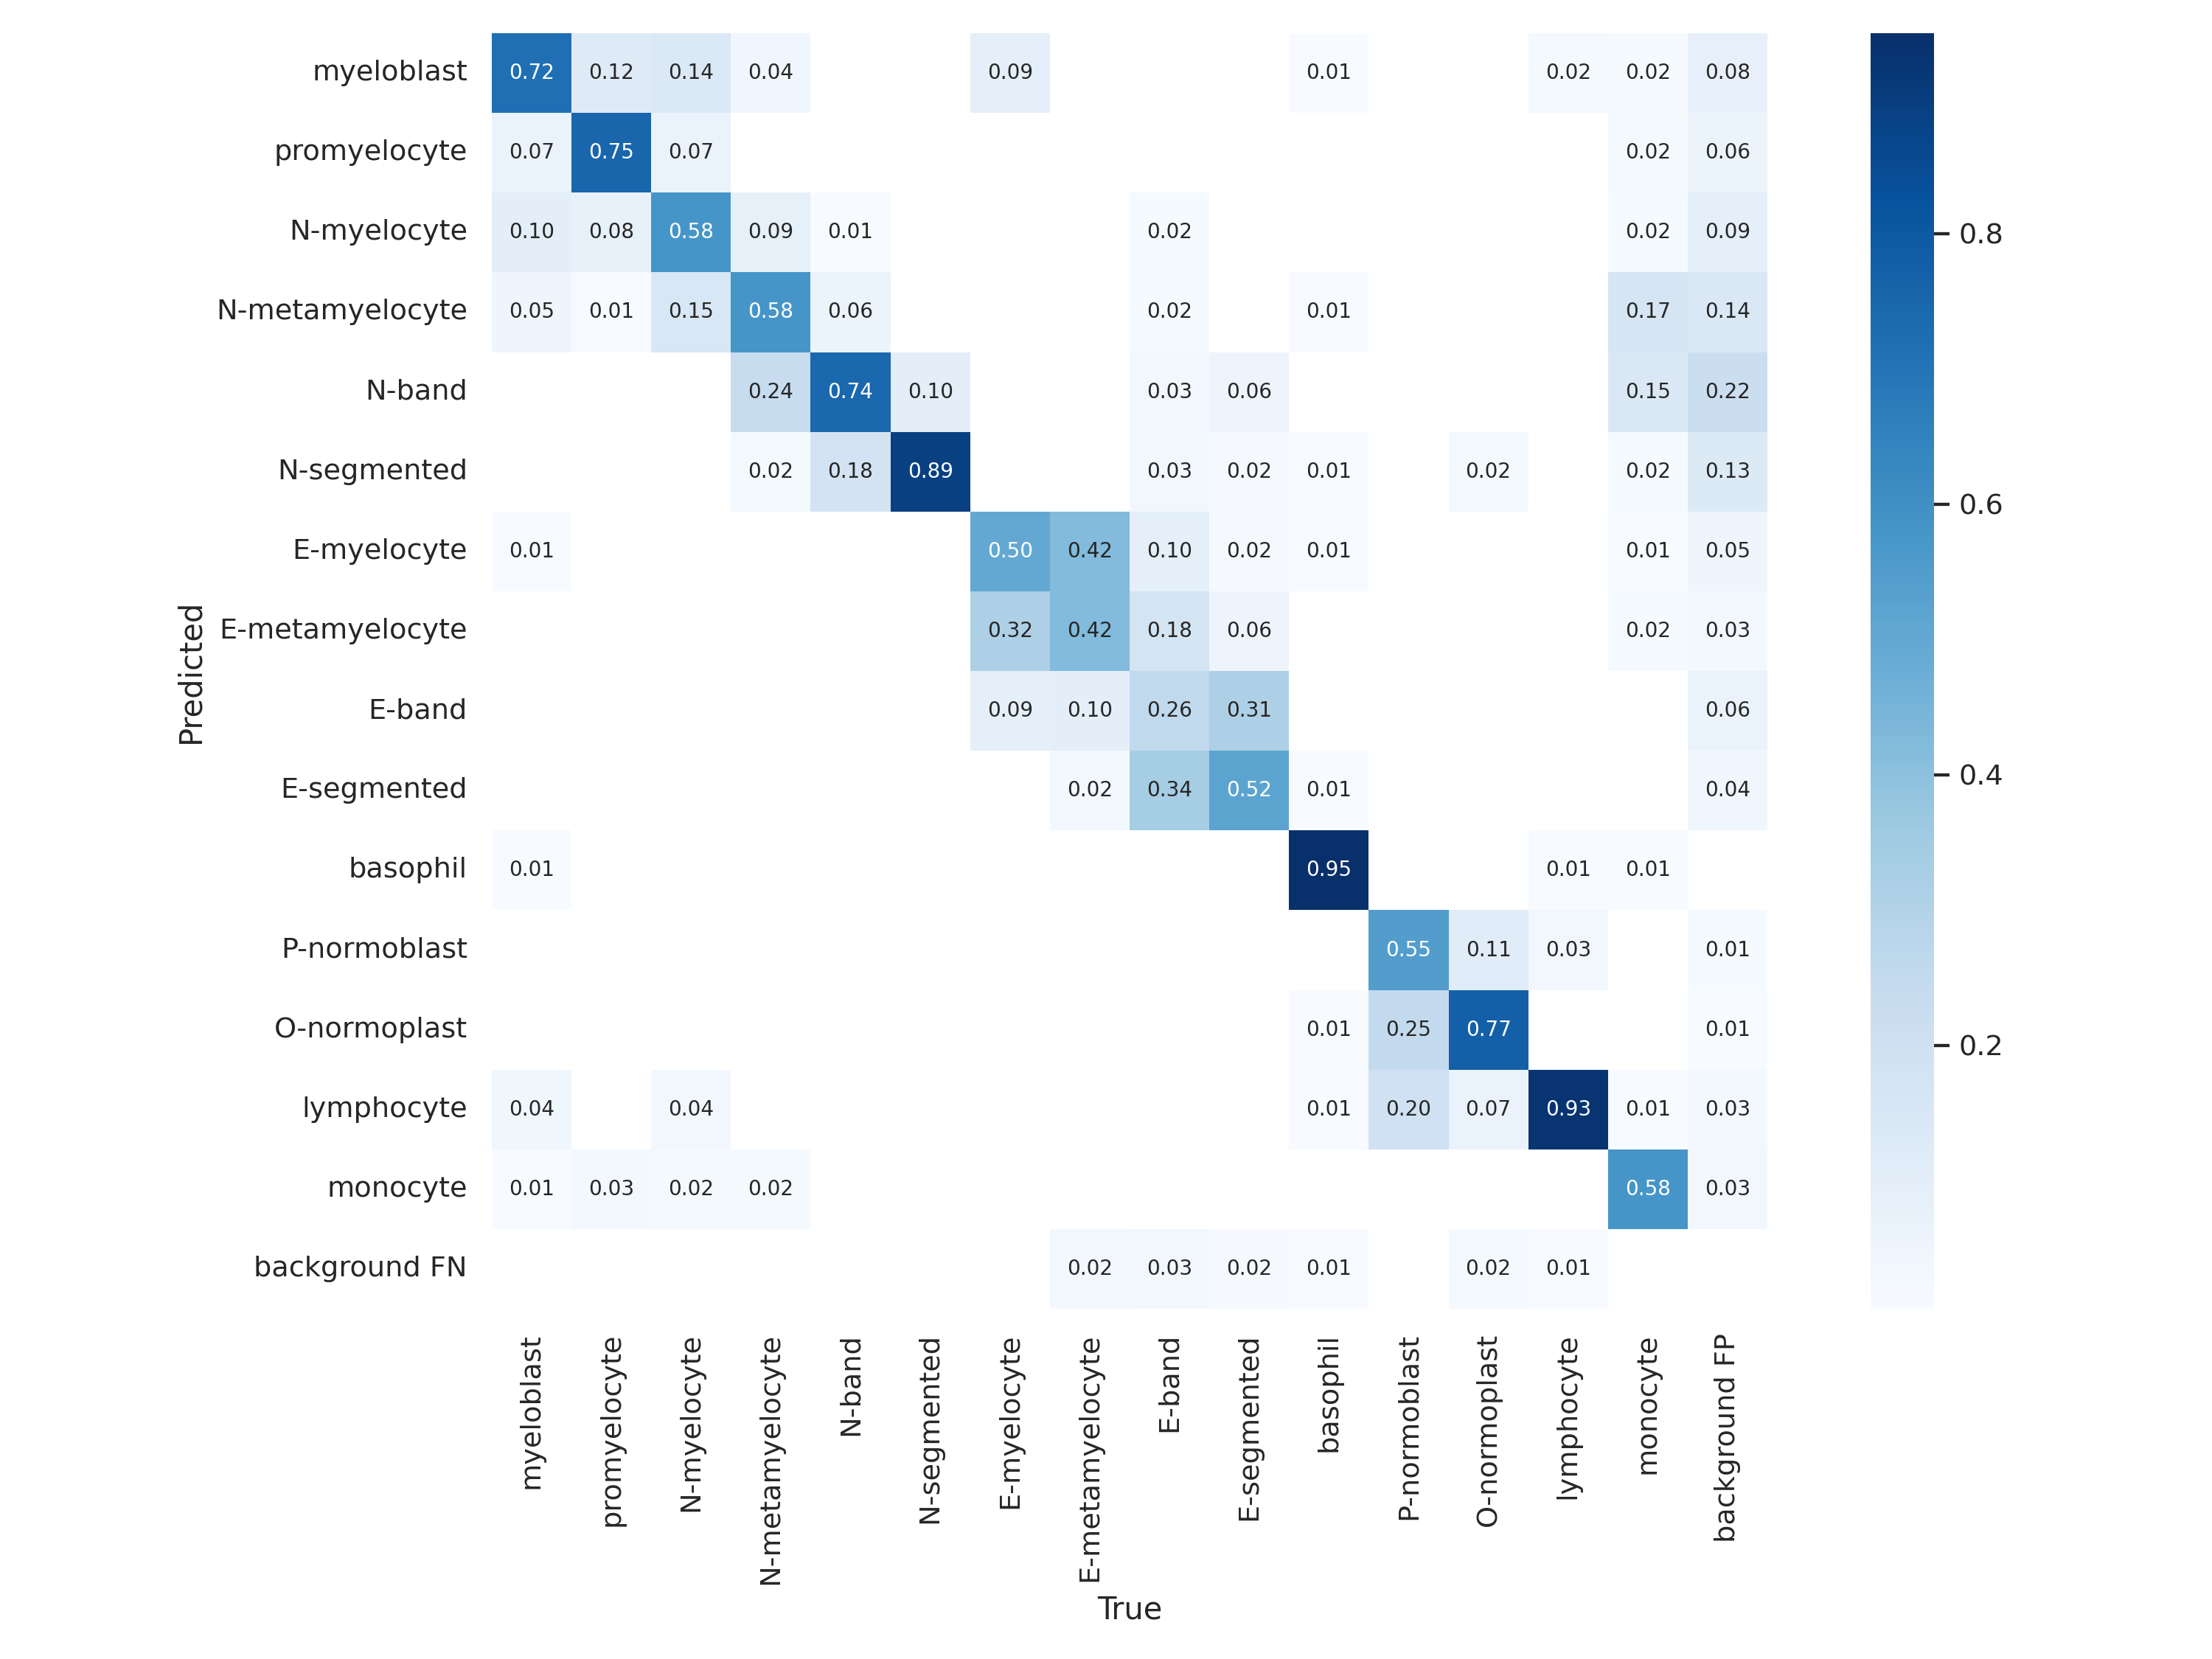 myeloblast 0.72 0.12 0.14 0.04 0.09 0.01 0.02 0.02 0.08
promyelocyte 0.07 0.75 0.07 0.02 0.06
N-myelocyte 0.10 0.08 0.58 0.09 0.01 0.02 0.02 0.09
N-metamyelocyte 0.05 0.01 0.15 0.58 0.06 0.02 0.01 0.17 0.14
N-band 0.24 0.74 0.10 0.03 0.06 0.15 0.22
N-segmented 0.02 0.18 0.89 0.03 0.02 0.01 0.02 0.02 0.13
E-myelocyte 0.01 0.50 0.42 0.10 0.02 0.01 0.01 0.05
E-metamyelocyte 0.32 0.42 0.18 0.06 0.02 0.03
E-band 0.09 0.10 0.26 0.31 0.06
E-segmented 0.02 0.34 0.52 0.01 0.04
basophil 0.01 0.95 0.01 0.01
P-normoblast 0.55 0.11 0.03 0.01
O-normoplast 0.01 0.25 0.77 0.01
lymphocyte 0.04 0.04 0.01 0.20 0.07 0.93 0.01 0.03
monocyte 0.01 0.03 0.02 0.02 0.58 0.03
background FN 0.02 0.03 0.02 0.01 0.02 0.01
Predicted
myeloblast
promyelocyte
N-myelocyte
N-metamyelocyte
N-band
N-segmented
E-myelocyte
E-metamyelocyte
E-band
E-segmented
basophil
P-normoblast
O-normoplast
lymphocyte
monocyte
background FP
True
0.8
0.6
0.4
0.2